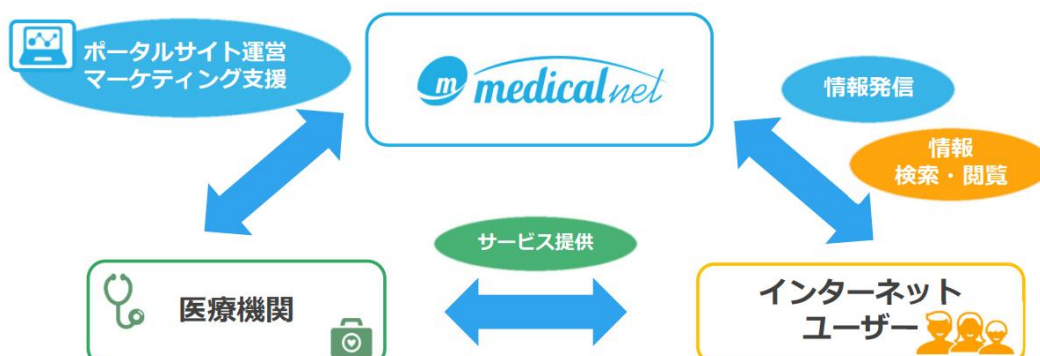 ポータルサイト運営
マーケティング支援
m medicalnet
情報発信
情報
検索・閲覧
サービス提供
医療機関
インターネット
ユーザー